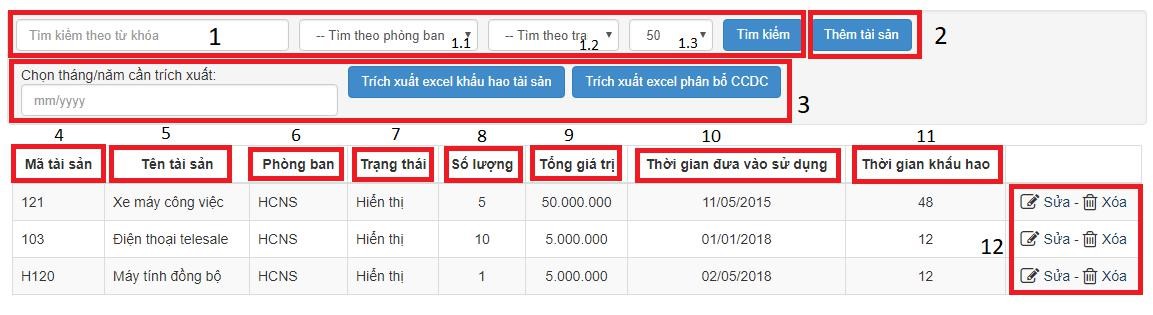 Tìm kiếm theo từ khóa 1 -- Tìm theo phòng ban 1.1 -- Tìm theo trạ 1.2 50 1.3 Tìm kiếm Thêm tài sản 2
Chọn tháng/năm cần trích xuất:
mm/yyyy Trích xuất excel khấu hao tài sản Trích xuất excel phân bổ CCDC 3
4 5 6 7 8 9 10 11
Mã tài sản Tên tài sản Phòng ban Trạng thái Số lượng Tổng giá trị Thời gian đưa vào sử dụng Thời gian khấu hao
121 Xe máy công việc HCNS Hiển thị 5 50.000.000 11/05/2015 48 Sửa - Xóa
103 Điện thoại telesale HCNS Hiển thị 10 5.000.000 01/01/2018 12 12 Sửa - Xóa
H120 Máy tính đồng bộ HCNS Hiển thị 1 5.000.000 02/05/2018 12 Sửa - Xóa